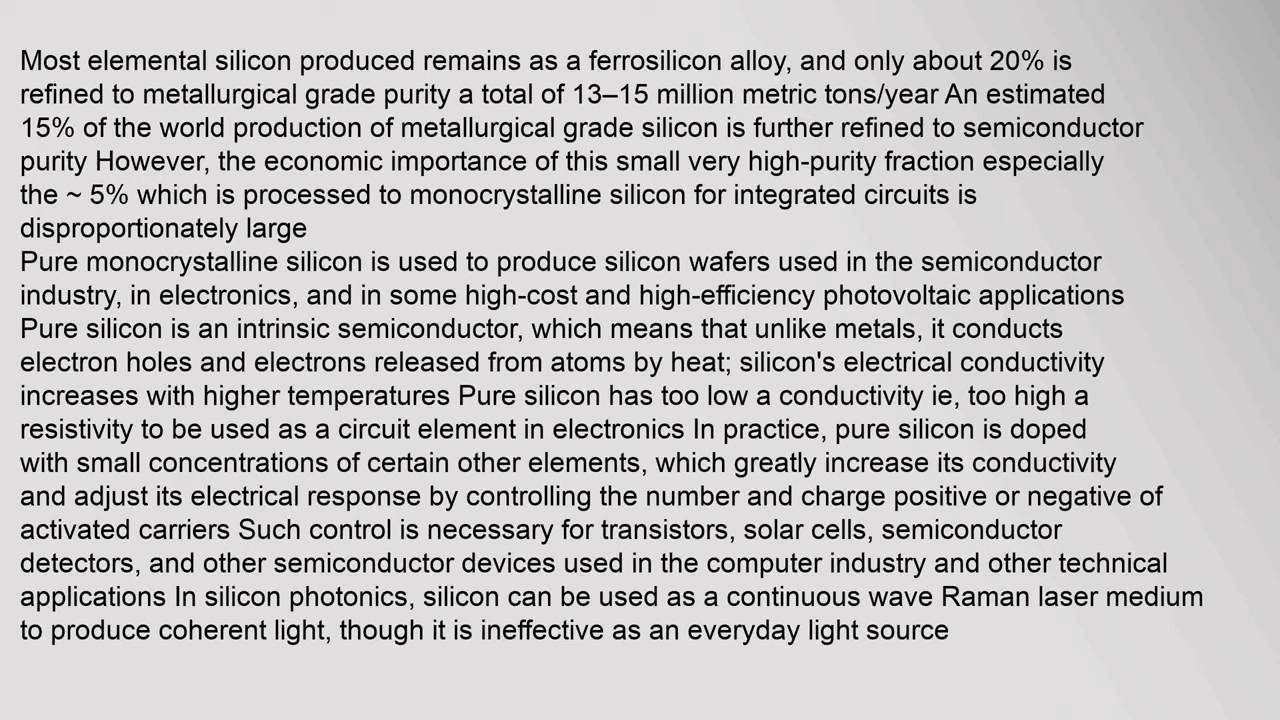 Most elemental silicon produced remains as a ferrosilicon alloy, and only about 20% is
refined to metallurgical grade purity a total of 13–15 million metric tons/year An estimated
15% of the world production of metallurgical grade silicon is further refined to semiconductor
purity However, the economic importance of this small very high-purity fraction especially
the ~ 5% which is processed to monocrystalline silicon for integrated circuits is
disproportionately large
Pure monocrystalline silicon is used to produce silicon wafers used in the semiconductor
industry, in electronics, and in some high-cost and high-efficiency photovoltaic applications
Pure silicon is an intrinsic semiconductor, which means that unlike metals, it conducts
electron holes and electrons released from atoms by heat; silicon's electrical conductivity
increases with higher temperatures Pure silicon has too low a conductivity ie, too high a
resistivity to be used as a circuit element in electronics In practice, pure silicon is doped
with small concentrations of certain other elements, which greatly increase its conductivity
and adjust its electrical response by controlling the number and charge positive or negative of
activated carriers Such control is necessary for transistors, solar cells, semiconductor
detectors, and other semiconductor devices used in the computer industry and other technical
applications In silicon photonics, silicon can be used as a continuous wave Raman laser medium
to produce coherent light, though it is ineffective as an everyday light source